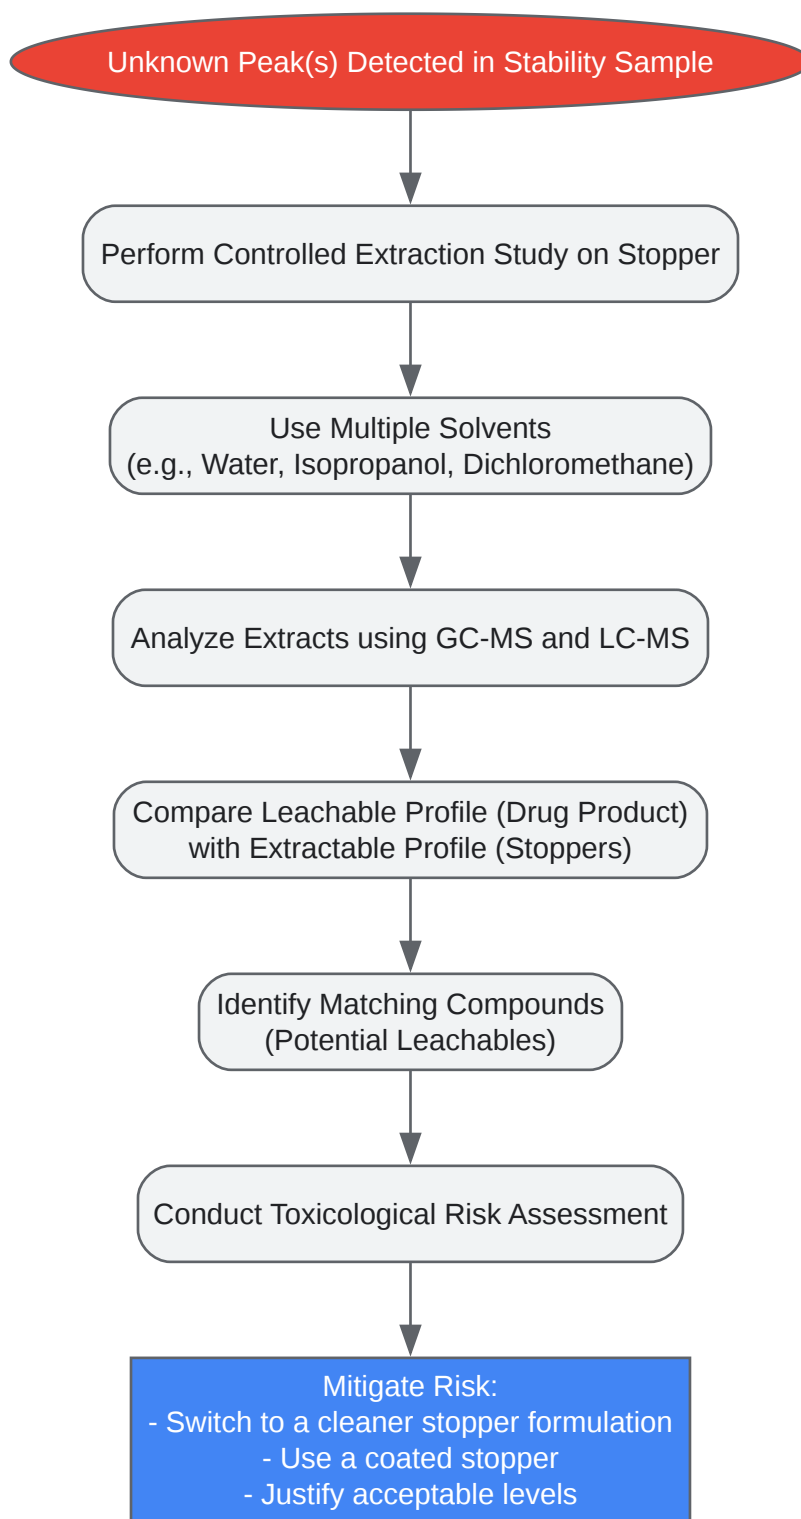 Unknown Peak(s) Detected in Stability Sample
Perform Controlled Extraction Study on Stopper
Use Multiple Solvents
(e.g., Water, Isopropanol, Dichloromethane)
Analyze Extracts using GC-MS and LC-MS
Compare Leachable Profile (Drug Product)
with Extractable Profile (Stoppers)
Identify Matching Compounds
(Potential Leachables)
Conduct Toxicological Risk Assessment
Mitigate Risk:
- Switch to a cleaner stopper formulation
- Use a coated stopper
- Justify acceptable levels